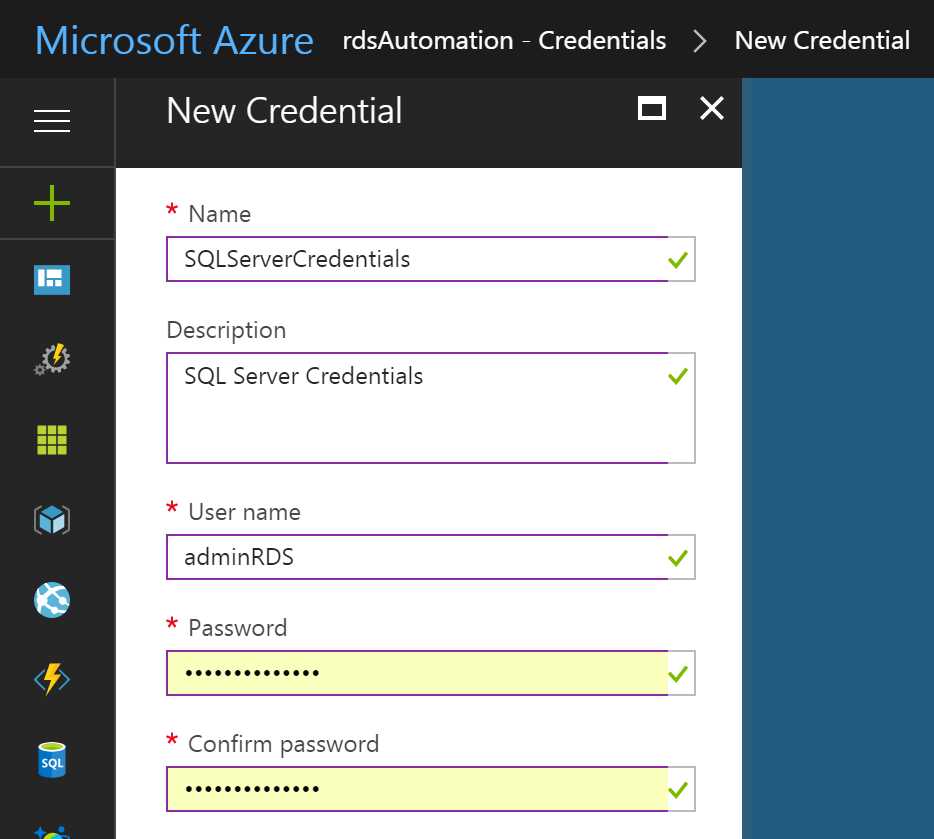 Microsoft Azure rdsAutomation - Credentials > New Credential
New Credential
* Name
SQLServerCredentials
Description
SQL Server Credentials
* User name
adminRDS
* Password
••••••••••••••
SQL
* Confirm password
••••••••••••••